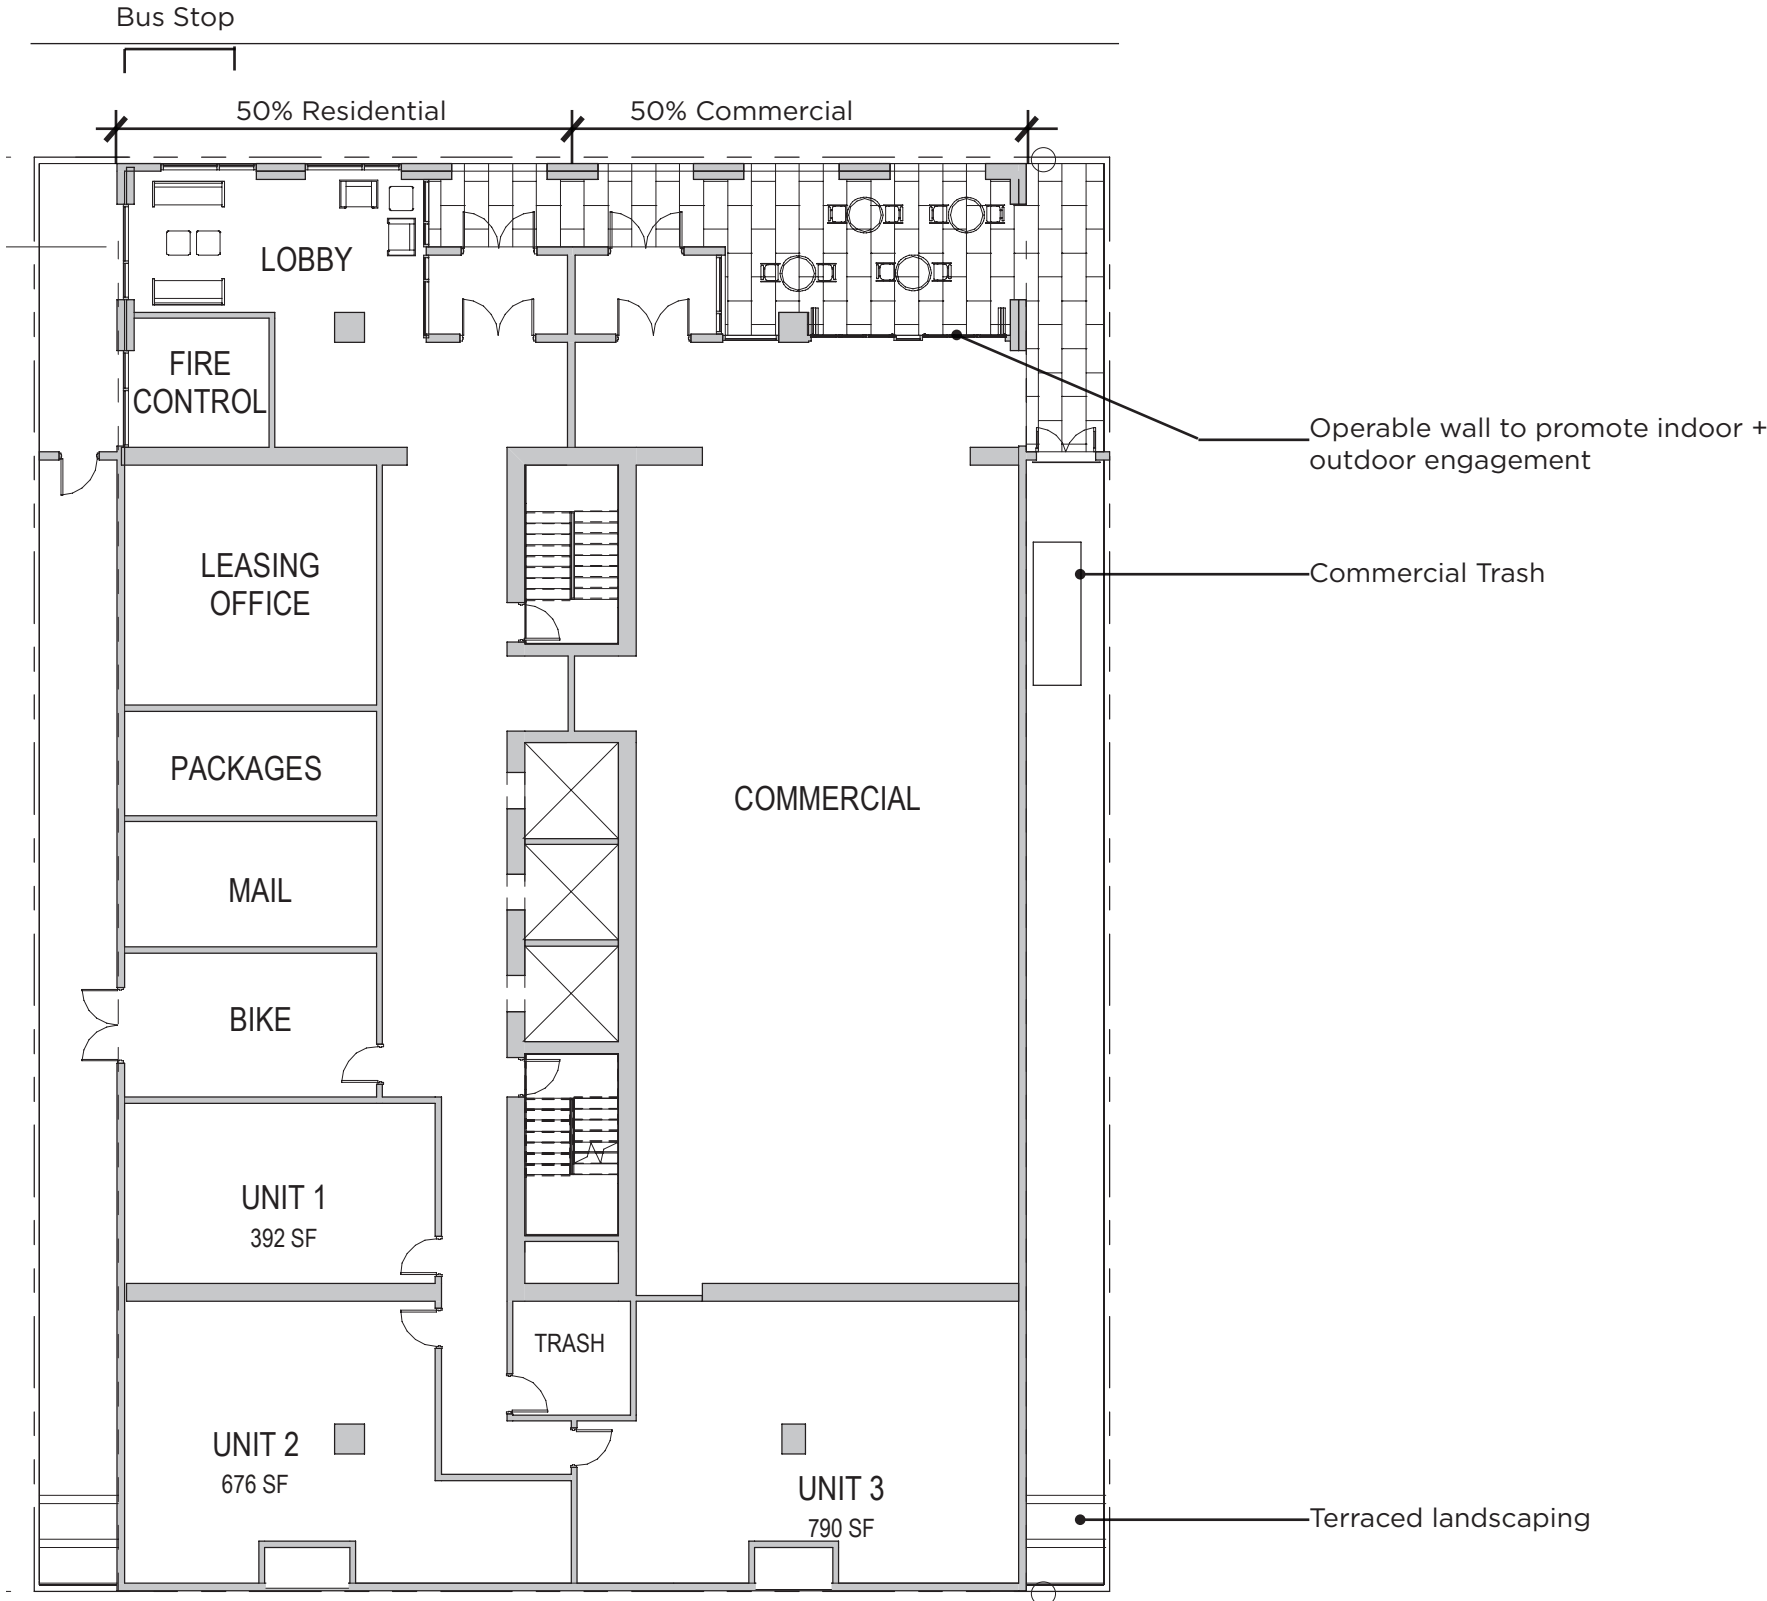 Bus Stop
50% Residential
50% Commercial
LOBBY
FIRE
CONTROL
Operable wall to promote indoor +
outdoor engagement
LEASING
OFFICE
Commercial Trash
PACKAGES
COMMERCIAL
MAIL
BIKE
UNIT 1
392 SF
TRASH
UNIT 2
676 SF
UNIT 3
790 SF
Terraced landscaping